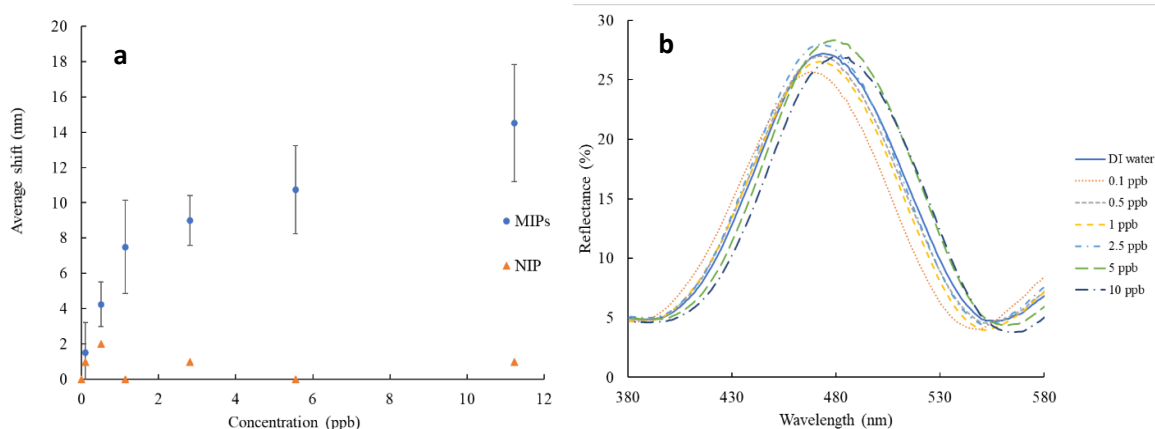 a
20
18
16
14
12
10
8
6
4
2
0
Average shift (nm)
0 2 4 6 8 10 12
Concentration (ppb)
MIPs
NIP
b
30
25
20
15
10
5
0
Reflectance (%)
380 430 480 530 580
Wavelength (nm)
DI water
0.1 ppb
0.5 ppb
1 ppb
2.5 ppb
5 ppb
10 ppb